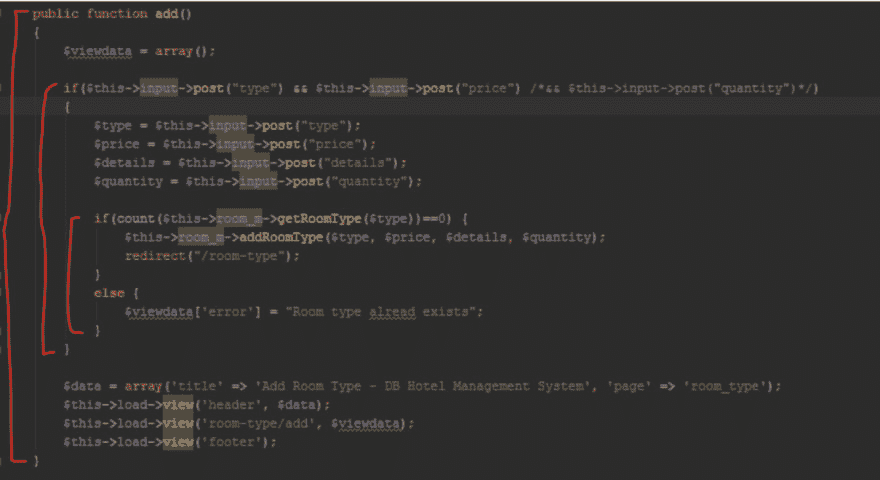 public function add()
{
$viewdata = array();
if($this->input->post("type") && $this->input->post("price") /*&& $this->input->post("quantity")*/)
{
$type = $this->input->post("type");
$price = $this->input->post("price");
$details = $this->input->post("details");
$quantity = $this->input->post("quantity");
if(count($this->room_m->getRoomType($type))==0) {
$this->room_m->addRoomType($type, $price, $details, $quantity);
redirect("/room-type");
}
else {
$viewdata['error'] = "Room type alread exists";
}
}
$data = array('title' => 'Add Room Type - DB Hotel Management System', 'page' => 'room_type');
$this->load->view('header', $data);
$this->load->view('room-type/add', $viewdata);
$this->load->view('footer');
}